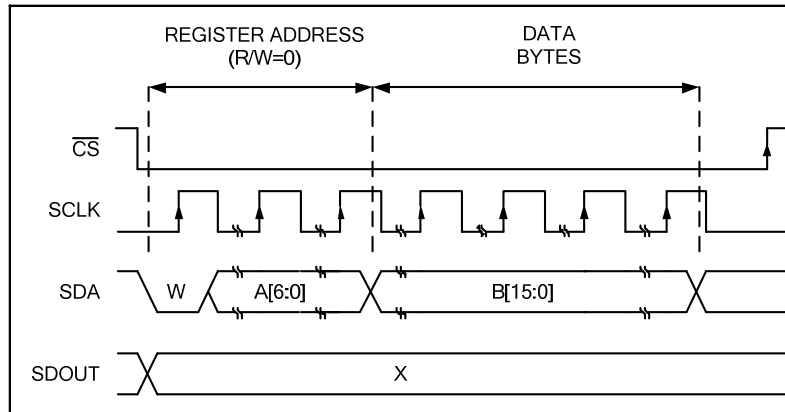 REGISTER ADDRESS
(R/W=0)
DATA
BYTES
CS
SCLK
SDA
W
A[6:0]
B[15:0]
SDOUT
X